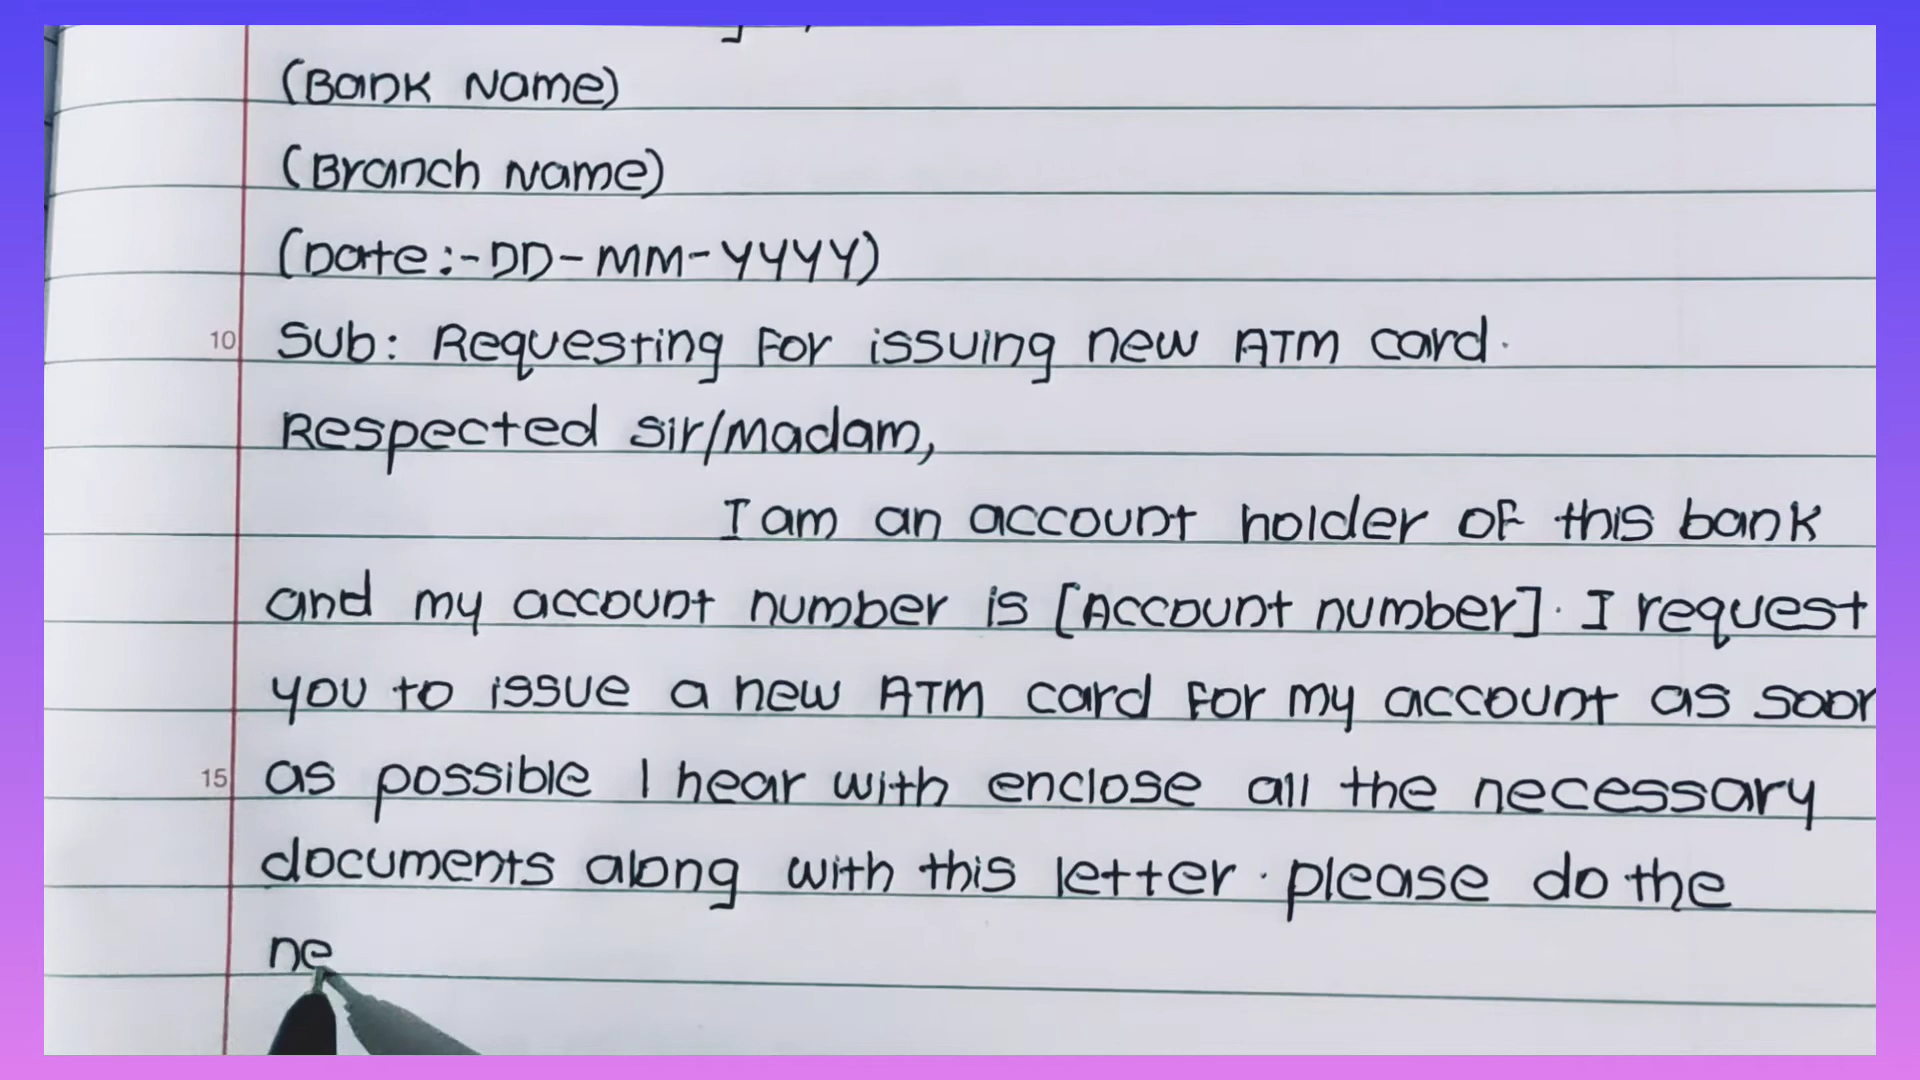 (Bank Name)
(Branch Name)
(Date:-DD-MM-YYYY)
10 Sub: Requesting For issuing new ATM card.
Respected sir/madam,
I am an account holder of this bank
and my account number is [Account number]. I request
you to issue a new ATM card for my account as soon
15 as possible I hear with enclose all the necessary
documents along with this letter. please do the
ne